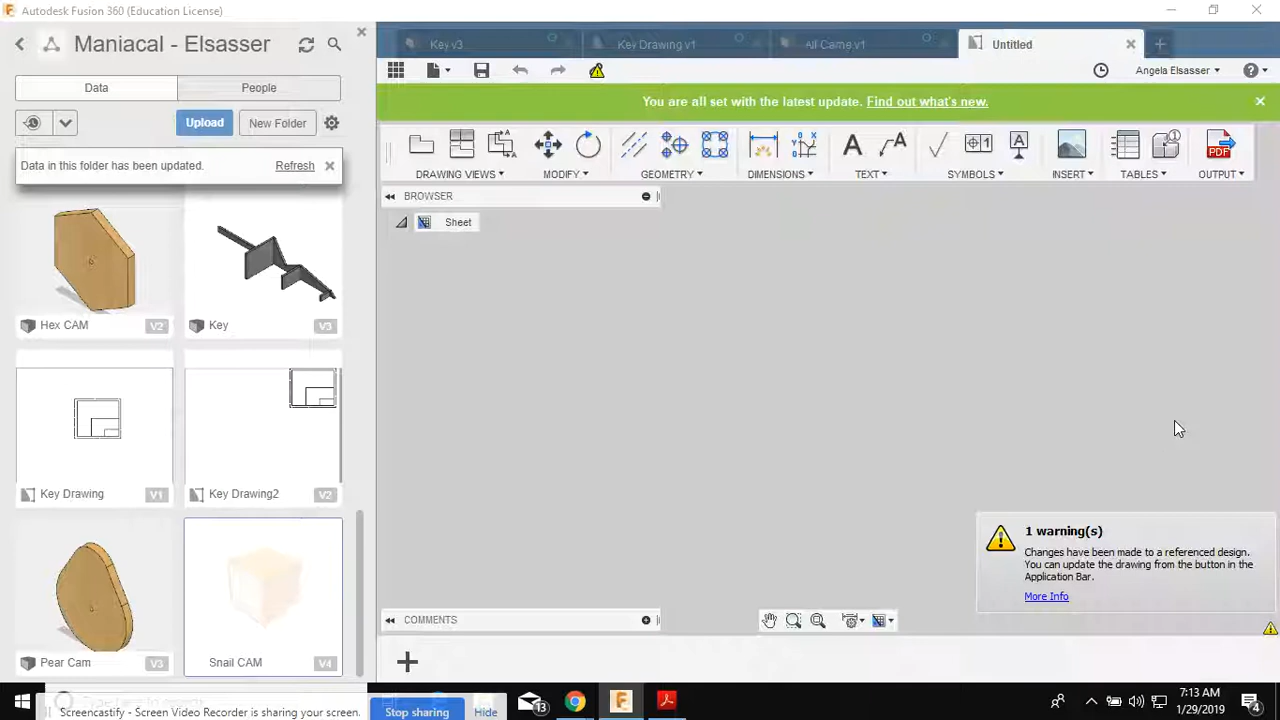 Autodesk Fusion 360 (Education License)
Maniacal - Elsasser
Data
People
Upload
New Folder
Data in this folder has been updated.
Refresh
Hex CAM
V2
Key
V3
Key Drawing
V1
Key Drawing2
V2
Pear Cam
V3
Snail CAM
V4
Key v3
Key Drawing v1
All Came v1
Untitled
Angela Elsasser
You are all set with the latest update. Find out what's new.
DRAWING VIEWS
MODIFY
GEOMETRY
DIMENSIONS
TEXT
SYMBOLS
INSERT
TABLES
OUTPUT
PDF
BROWSER
Sheet
1 warning(s)
Changes have been made to a referenced design.
You can update the drawing from the button in the
Application Bar.
More Info
COMMENTS
Screencastify - Screen Video Recorder is sharing your screen.
Stop sharing
Hide
13
7:13 AM
1/29/2019
4